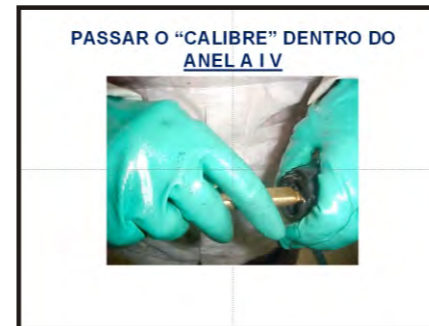 PASSAR O “CALIBRE” DENTRO DO
ANEL A I V